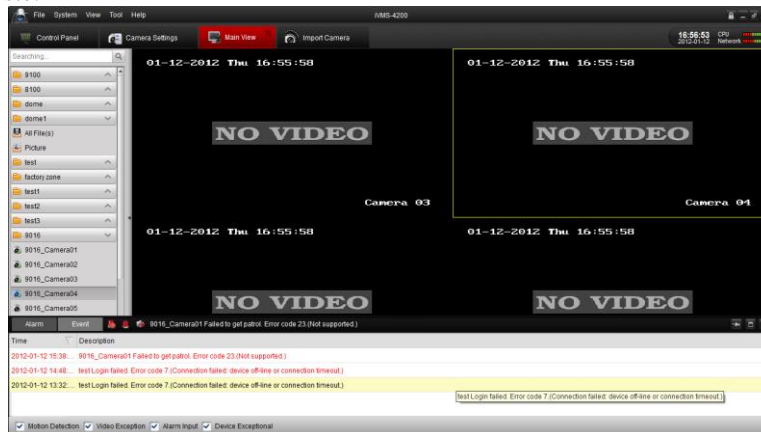 File System View Tool Help iVMS-4200
Control Panel Camera Settings Main View Import Camera 16:56:53 2012-01-12 CPU Network
Searching...
9100
8100
dome
dome1
All File(s)
Picture
test
factory zone
test1
test2
test3
9016
9016_Camera01
9016_Camera02
9016_Camera03
9016_Camera04
9016_Camera05
01-12-2012 Thu 16:55:58
NO VIDEO
Camera 03
01-12-2012 Thu 16:55:58
NO VIDEO
Camera 04
01-12-2012 Thu 16:55:58
NO VIDEO
01-12-2012 Thu 16:55:58
NO VIDEO
Alarm Event 9016_Camera01 Failed to get patrol. Error code 23.(Not supported.)
Time Description
2012-01-12 15:38... 9016_Camera01 Failed to get patrol. Error code 23.(Not supported.)
2012-01-12 14:48... test Login failed. Error code 7.(Connection failed: device off-line or connection timeout.)
2012-01-12 13:32:... test Login failed. Error code 7.(Connection failed: device off-line or connection timeout.)
test Login failed. Error code 7.(Connection failed: device off-line or connection timeout.)
Motion Detection Video Exception Alarm Input Device Exceptional